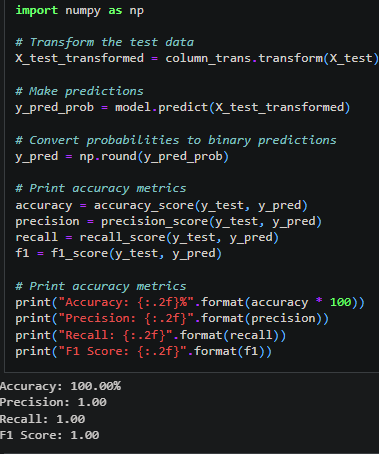 import numpy as np
# Transform the test data
X_test_transformed = column_trans.transform(X_test)
# Make predictions
y_pred_prob = model.predict(X_test_transformed)
# Convert probabilities to binary predictions
y_pred = np.round(y_pred_prob)
# Print accuracy metrics
accuracy = accuracy_score(y_test, y_pred)
precision = precision_score(y_test, y_pred)
recall = recall_score(y_test, y_pred)
f1 = f1_score(y_test, y_pred)
# Print accuracy metrics
print("Accuracy: {:.2f}%".format(accuracy * 100))
print("Precision: {:.2f}".format(precision))
print("Recall: {:.2f}".format(recall))
print("F1 Score: {:.2f}".format(f1))
Accuracy: 100.00%
Precision: 1.00
Recall: 1.00
F1 Score: 1.00